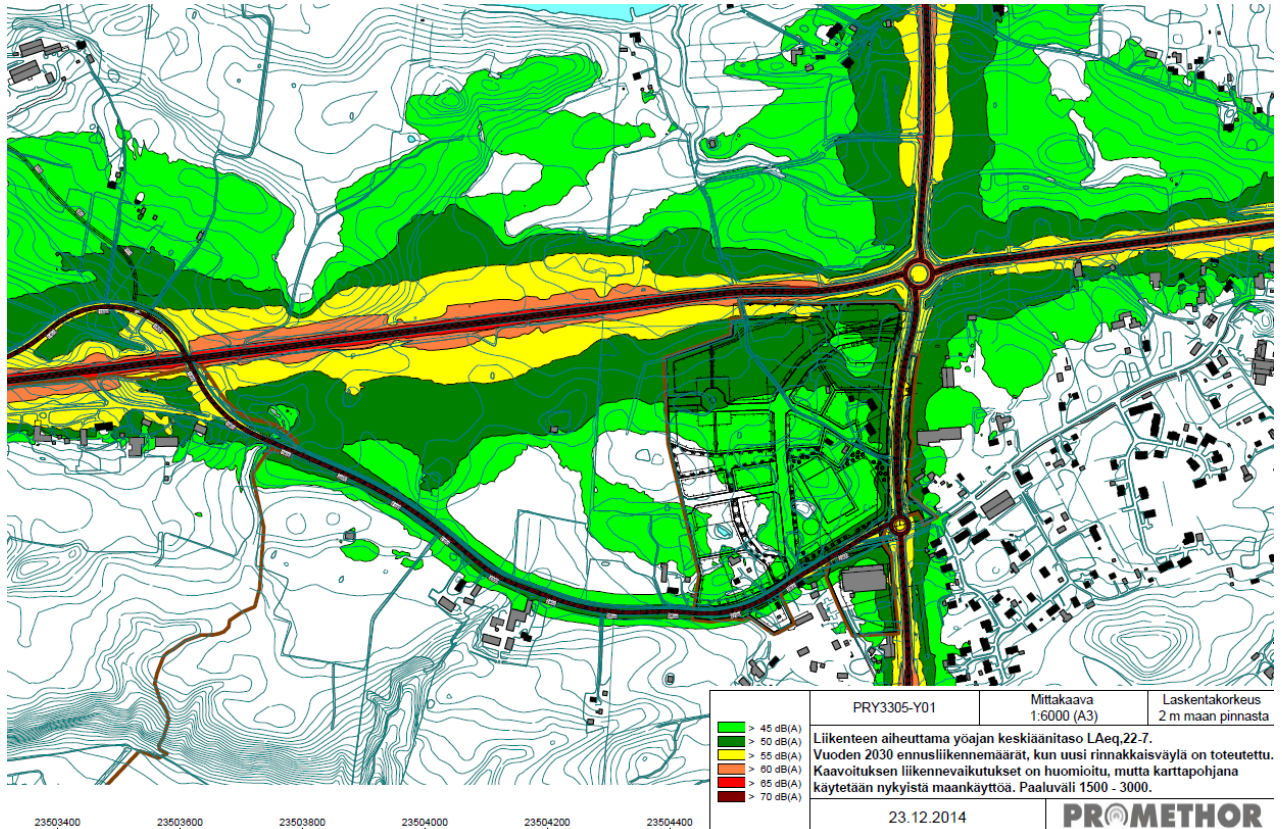 PRY3305-Y01
Mittakaava
1:6000 (A3)
Laskentakorkeus
2 m maan pinnasta
> 45 dB(A)
> 50 dB(A)
> 55 dB(A)
> 60 dB(A)
> 65 dB(A)
> 70 dB(A)
Liikenteen aiheuttama yöajan keskiäänitaso LAeq,22-7.
Vuoden 2030 ennusliikennemäärät, kun uusi rinnakkaisväylä on toteutettu.
Kaavoituksen liikennevaikutukset on huomioitu, mutta karttapohjana
käytetään nykyistä maankäyttöä. Paaluväli 1500 - 3000.
23.12.2014
PROMETHOR
23503400 23503600 23503800 23504000 23504200 23504400